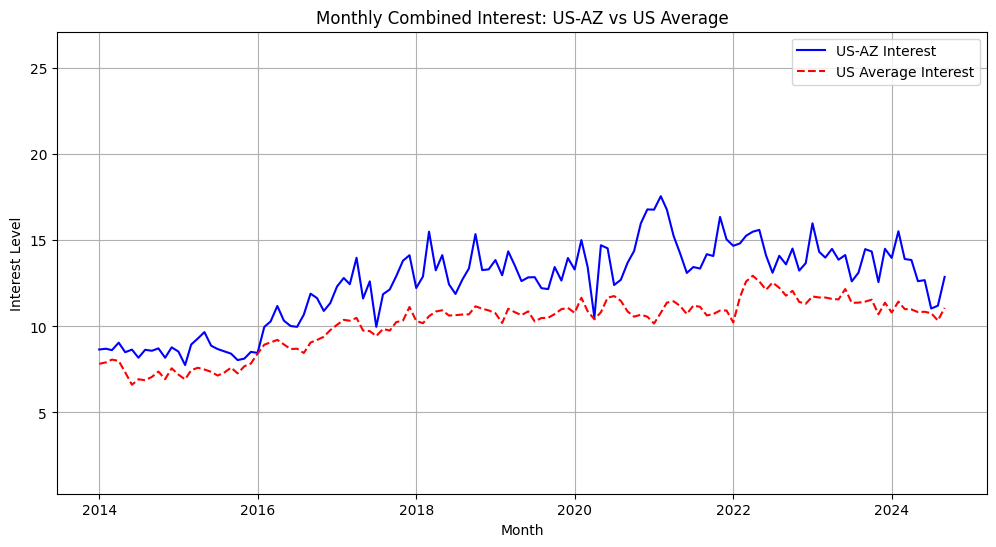 Monthly Combined Interest: US-AZ vs US Average
US-AZ Interest
US Average Interest
Interest Level
25
20
15
10
5
2014 2016 2018 2020 2022 2024
Month